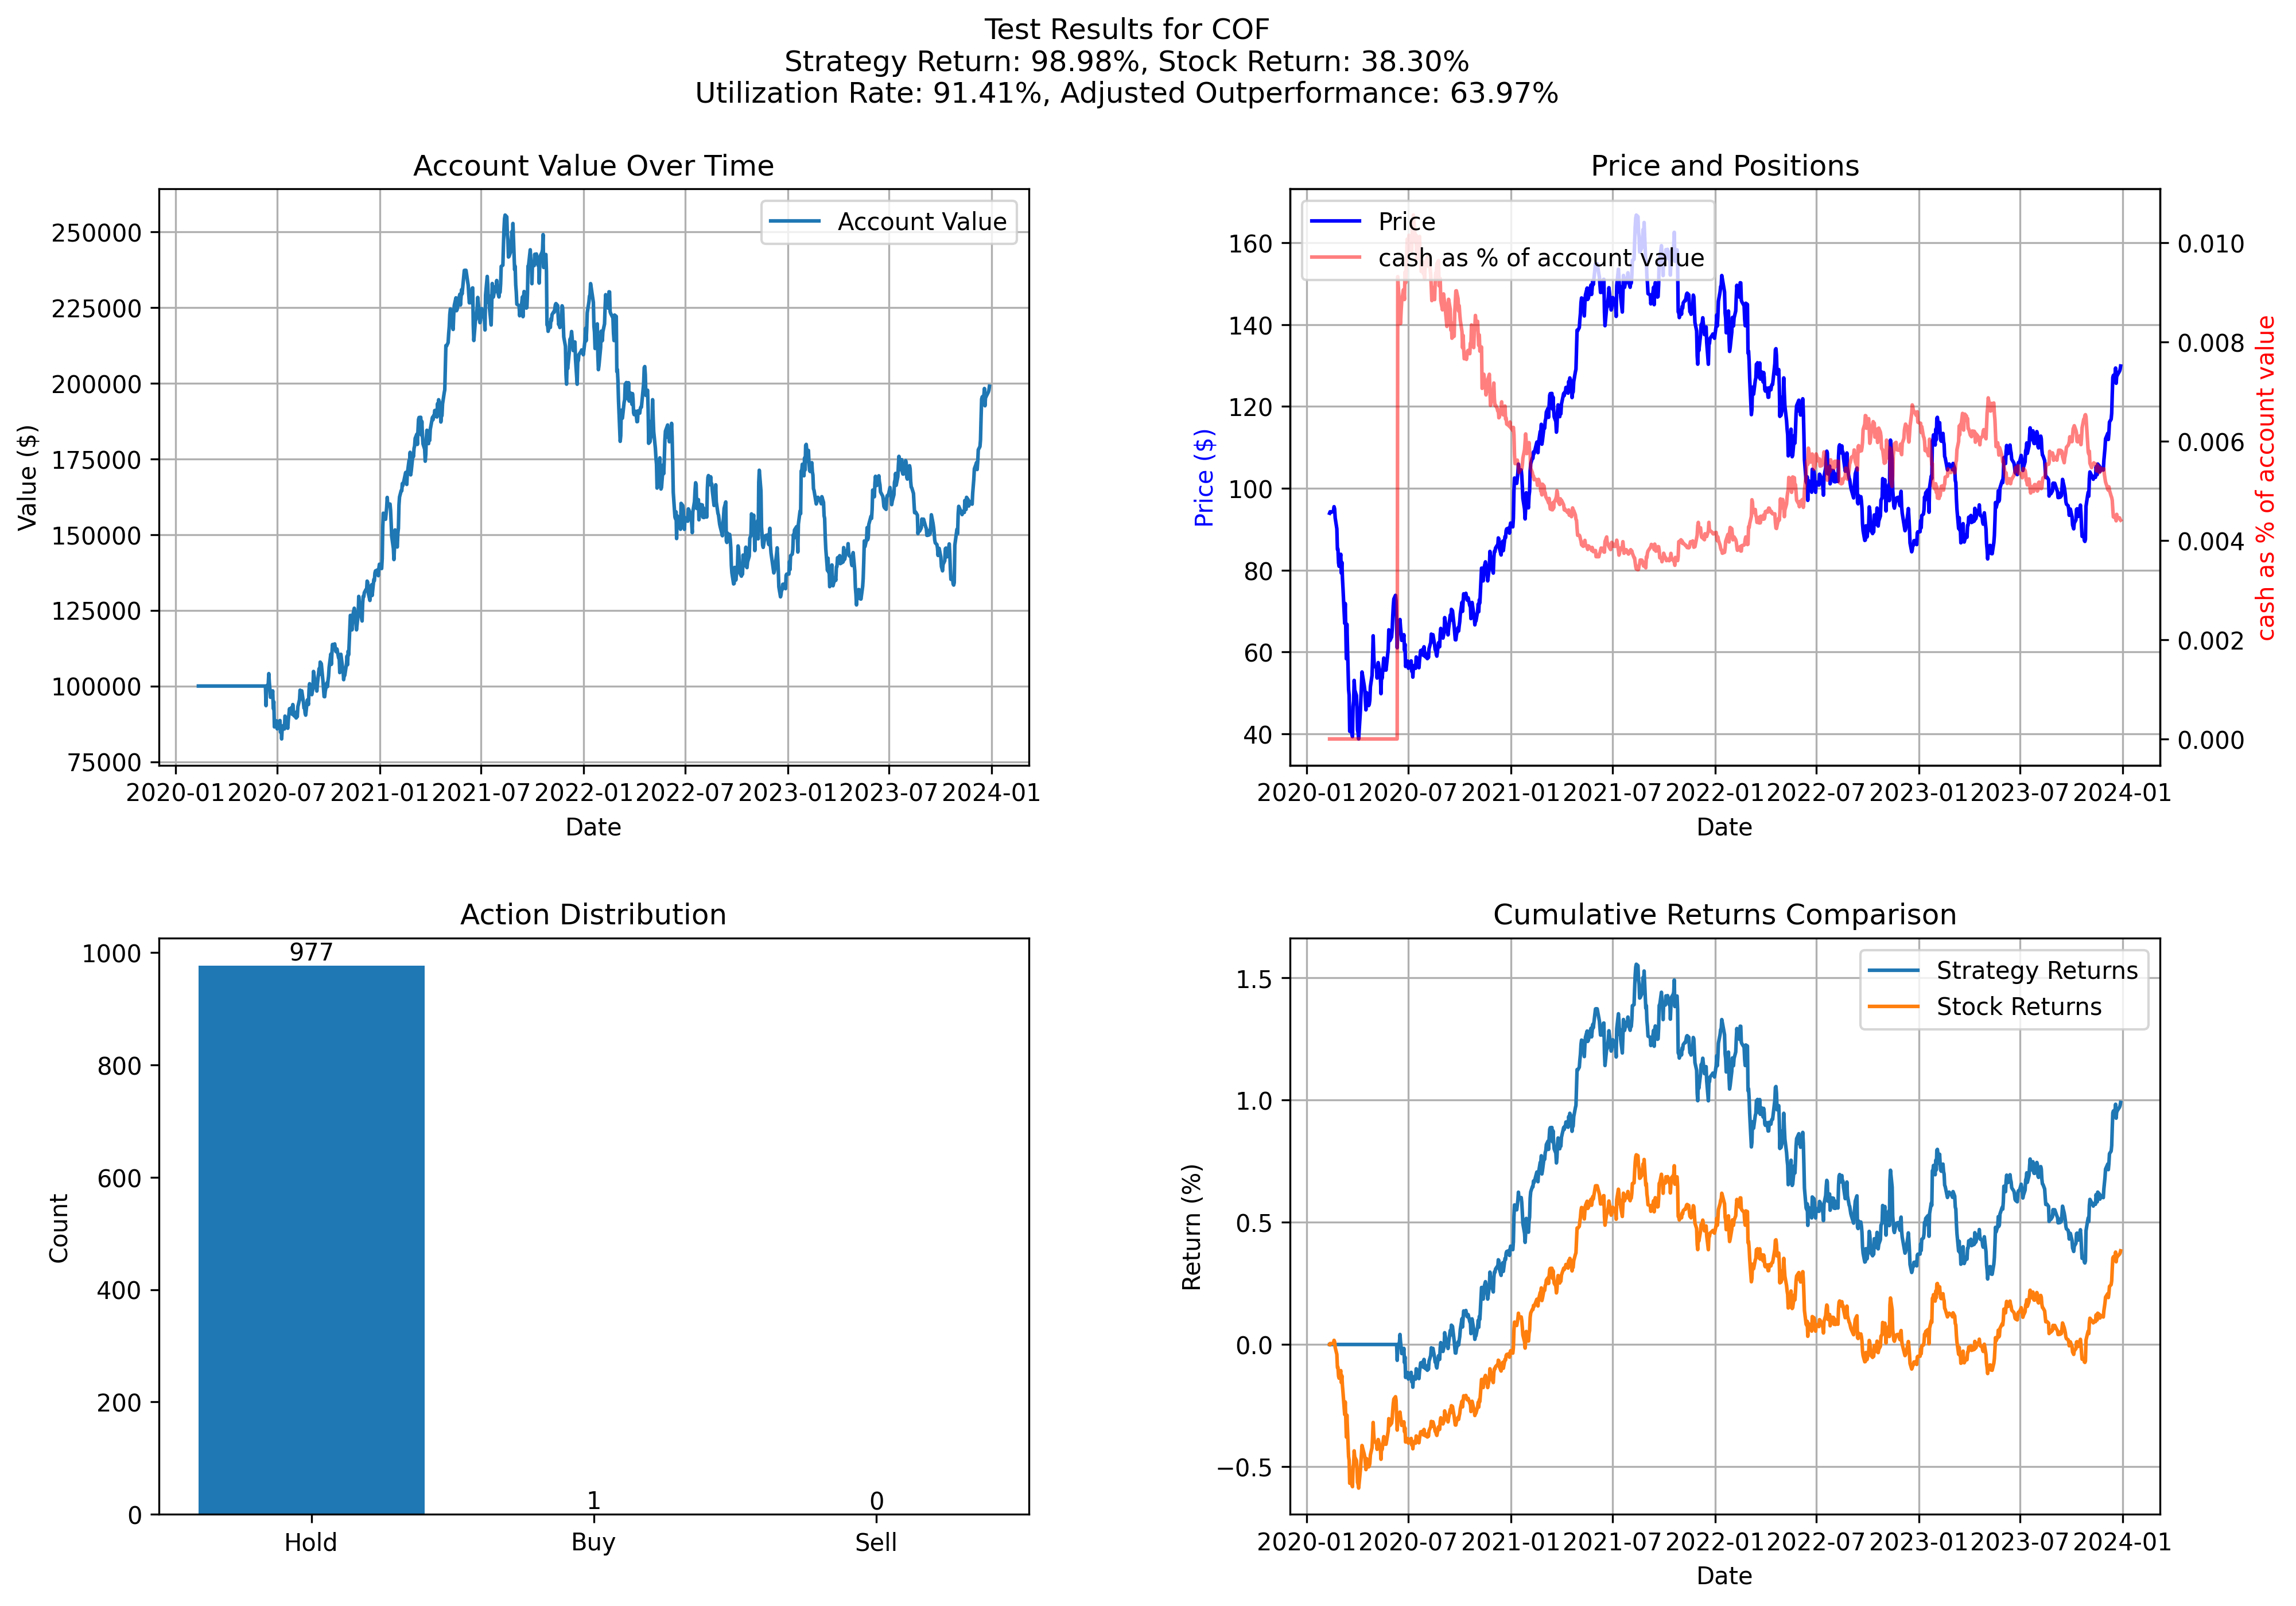 Test Results for COF
Strategy Return: 98.98%, Stock Return: 38.30%
Utilization Rate: 91.41%, Adjusted Outperformance: 63.97%
Account Value Over Time
Account Value
250000
225000
200000
175000
150000
125000
100000
75000
Value ($)
2020-01 2020-07 2021-01 2021-07 2022-01 2022-07 2023-01 2023-07 2024-01
Date
Price and Positions
Price
cash as % of account value
160
140
120
100
80
60
40
Price ($)
0.010
0.008
0.006
0.004
0.002
0.000
cash as % of account value
2020-01 2020-07 2021-01 2021-07 2022-01 2022-07 2023-01 2023-07 2024-01
Date
Action Distribution
1000
800
600
400
200
0
Count
977
1
0
Hold Buy Sell
Cumulative Returns Comparison
Strategy Returns
Stock Returns
1.5
1.0
0.5
0.0
−0.5
Return (%)
2020-01 2020-07 2021-01 2021-07 2022-01 2022-07 2023-01 2023-07 2024-01
Date